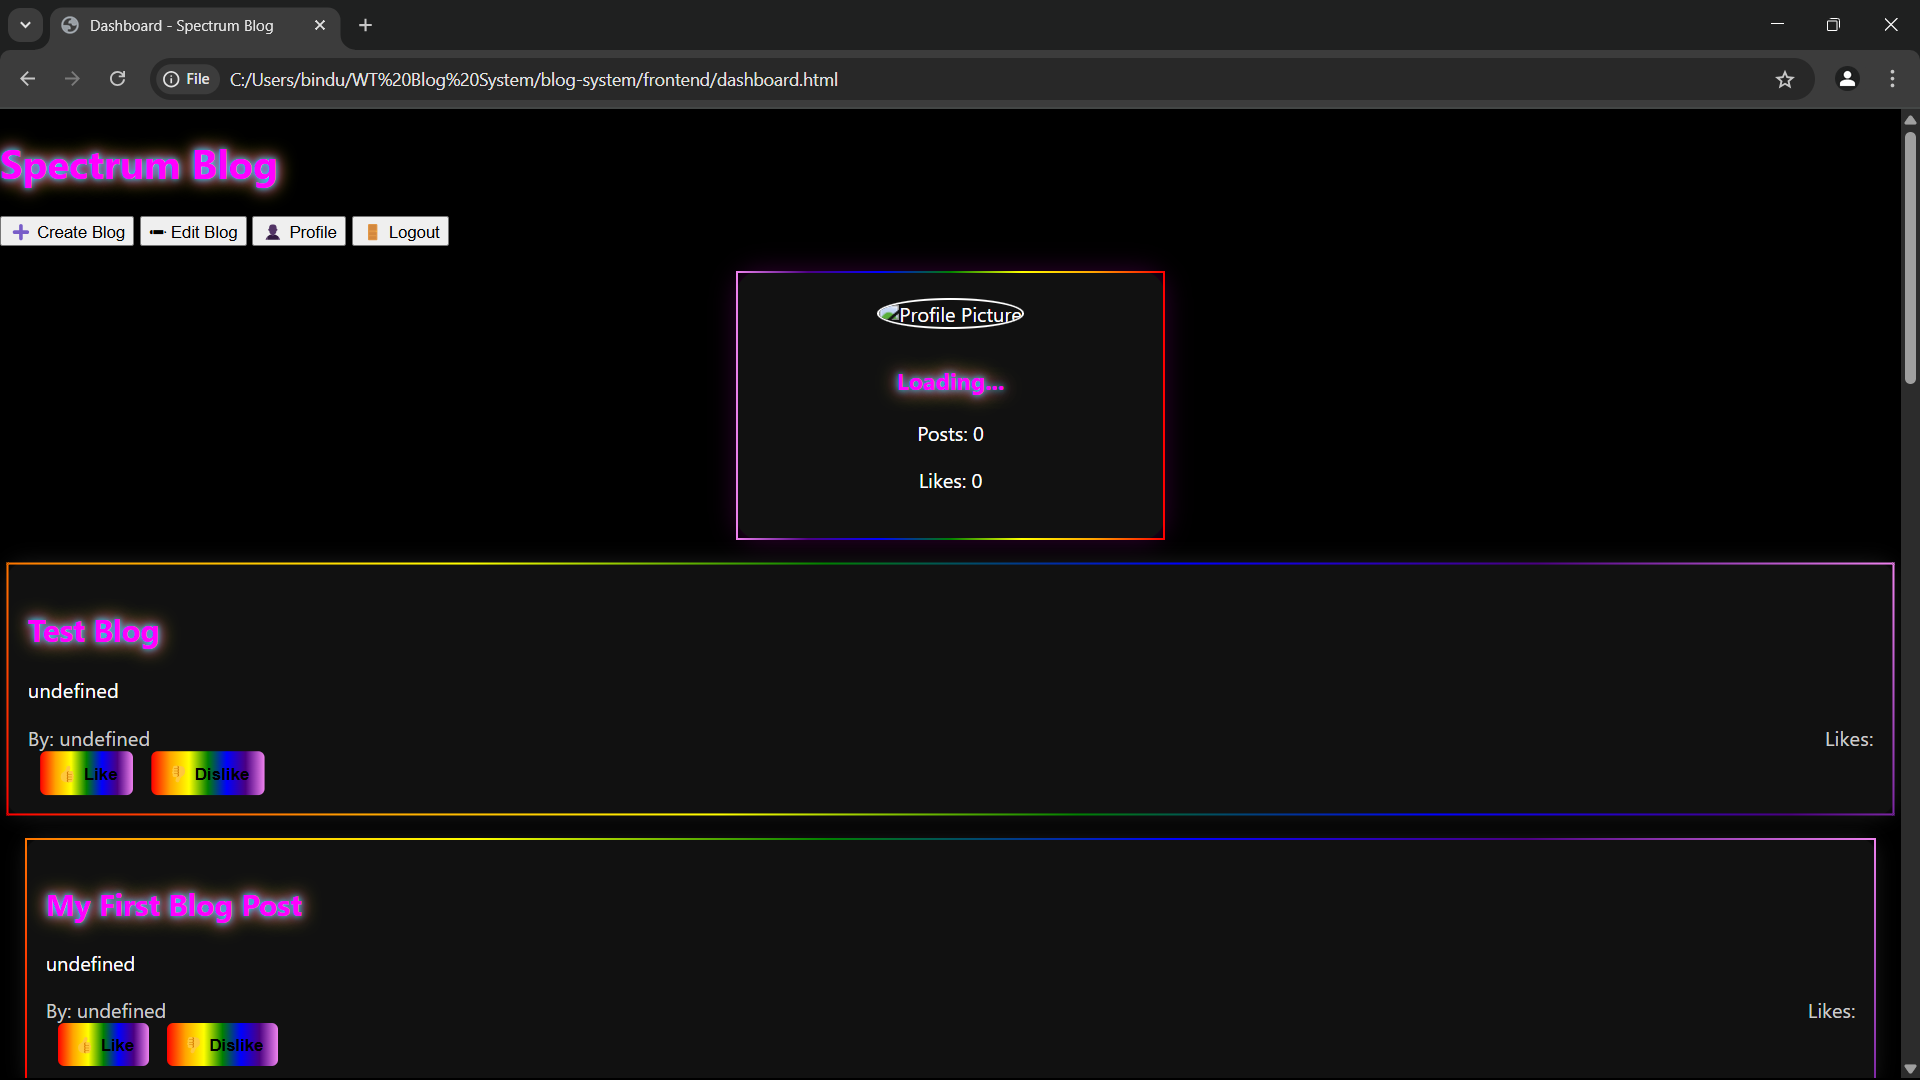 Dashboard - Spectrum Blog
File
C:/Users/bindu/WT%20Blog%20System/blog-system/frontend/dashboard.html
Spectrum Blog
Create Blog
Edit Blog
Profile
Logout
Profile Picture
Loading...
Posts: 0
Likes: 0
Test Blog
undefined
By: undefined
Likes:
Like
Dislike
My First Blog Post
undefined
By: undefined
Likes:
Like
Dislike